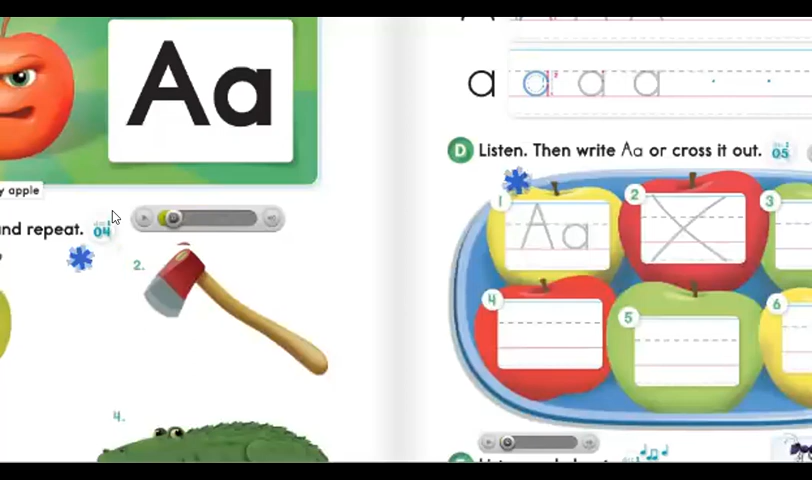 Aa
y apple
nd repeat. 04
2.
4.
a a a a
D Listen. Then write Aa or cross it out. 05
1 2 3
Aa
4 5 6